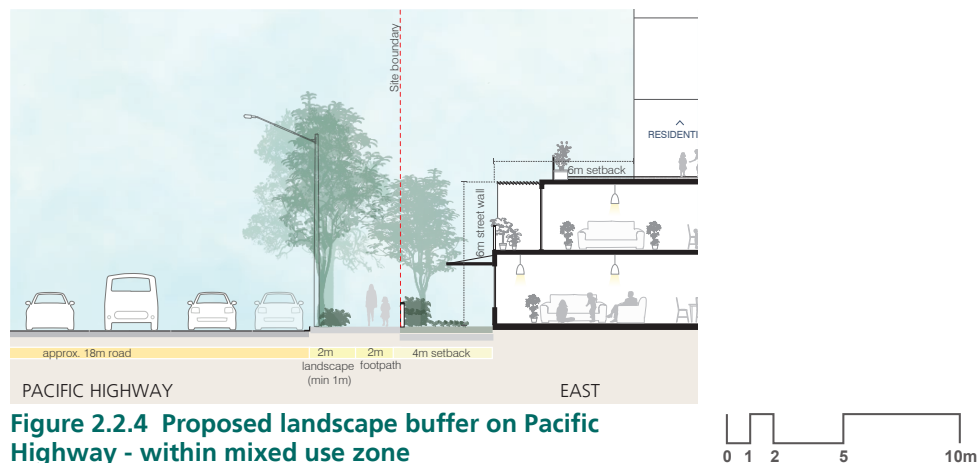 Site boundary
RESIDENTI
6m setback
6m street wall
approx. 18m road
2m
landscape
(min 1m)
2m
footpath
4m setback
PACIFIC HIGHWAY
EAST
Figure 2.2.4 Proposed landscape buffer on Pacific
Highway - within mixed use zone
0 1 2 5 10m